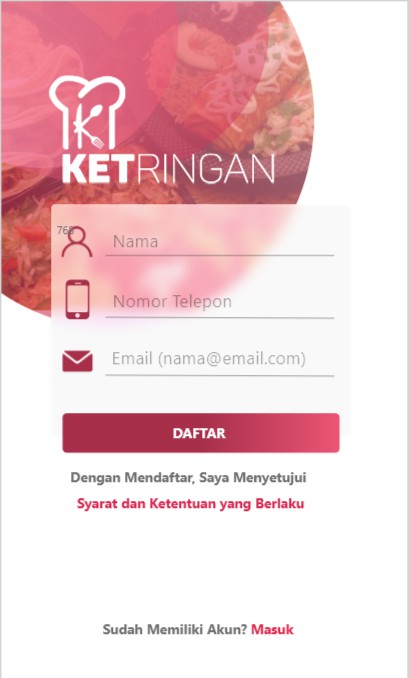 KETRINGAN
768
Nama
Nomor Telepon
Email (nama@email.com)
DAFTAR
Dengan Mendaftar, Saya Menyetujui
Syarat dan Ketentuan yang Berlaku
Sudah Memiliki Akun? Masuk